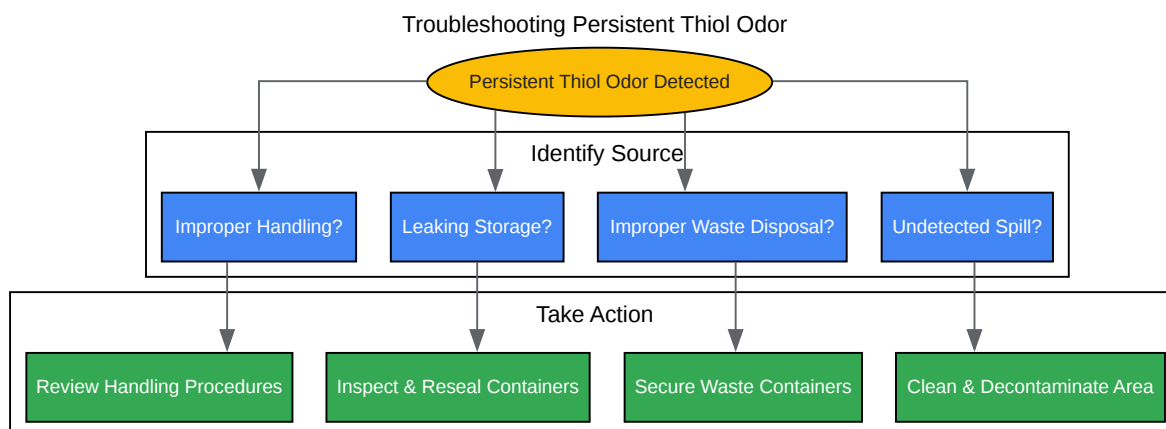 Troubleshooting Persistent Thiol Odor
Persistent Thiol Odor Detected
Identify Source
Improper Handling?
Leaking Storage?
Improper Waste Disposal?
Undetected Spill?
Take Action
Review Handling Procedures
Inspect & Reseal Containers
Secure Waste Containers
Clean & Decontaminate Area